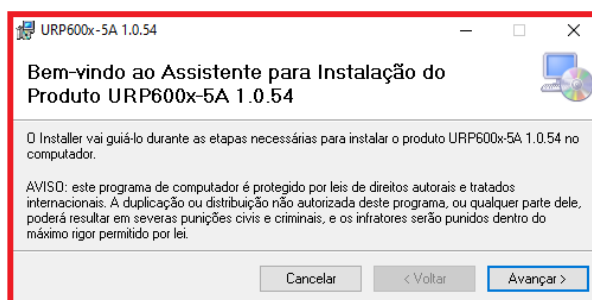 URP600x-5A 1.0.54
Bem-vindo ao Assistente para Instalação do
Produto URP600x-5A 1.0.54
O Installer vai guiá-lo durante as etapas necessárias para instalar o produto URP600x-5A 1.0.54 no
computador.
AVISO: este programa de computador é protegido por leis de direitos autorais e tratados
internacionais. A duplicação ou distribuição não autorizada deste programa, ou qualquer parte dele,
poderá resultar em severas punições civis e criminais, e os infratores serão punidos dentro do
máximo rigor permitido por lei.
Cancelar < Voltar Avançar >